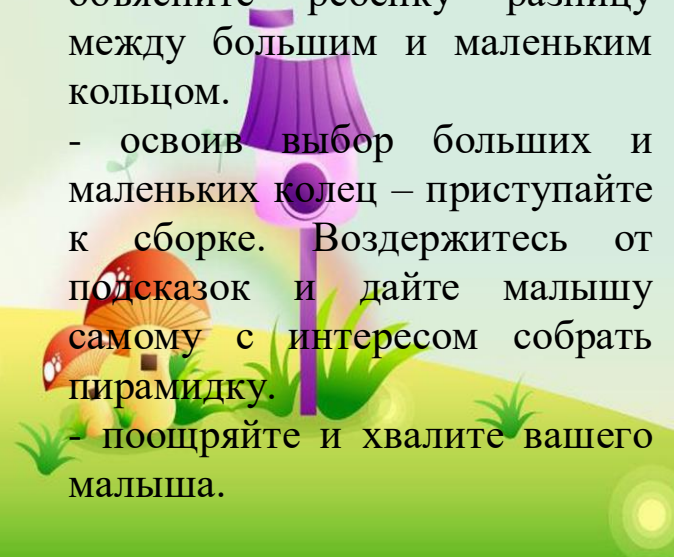 объясните ребенку разницу
между большим и маленьким
кольцом.
- освоив выбор больших и
маленьких колец – приступайте
к сборке. Воздержитесь от
подсказок и дайте малышу
самому с интересом собрать
пирамидку.
- поощряйте и хвалите вашего
малыша.